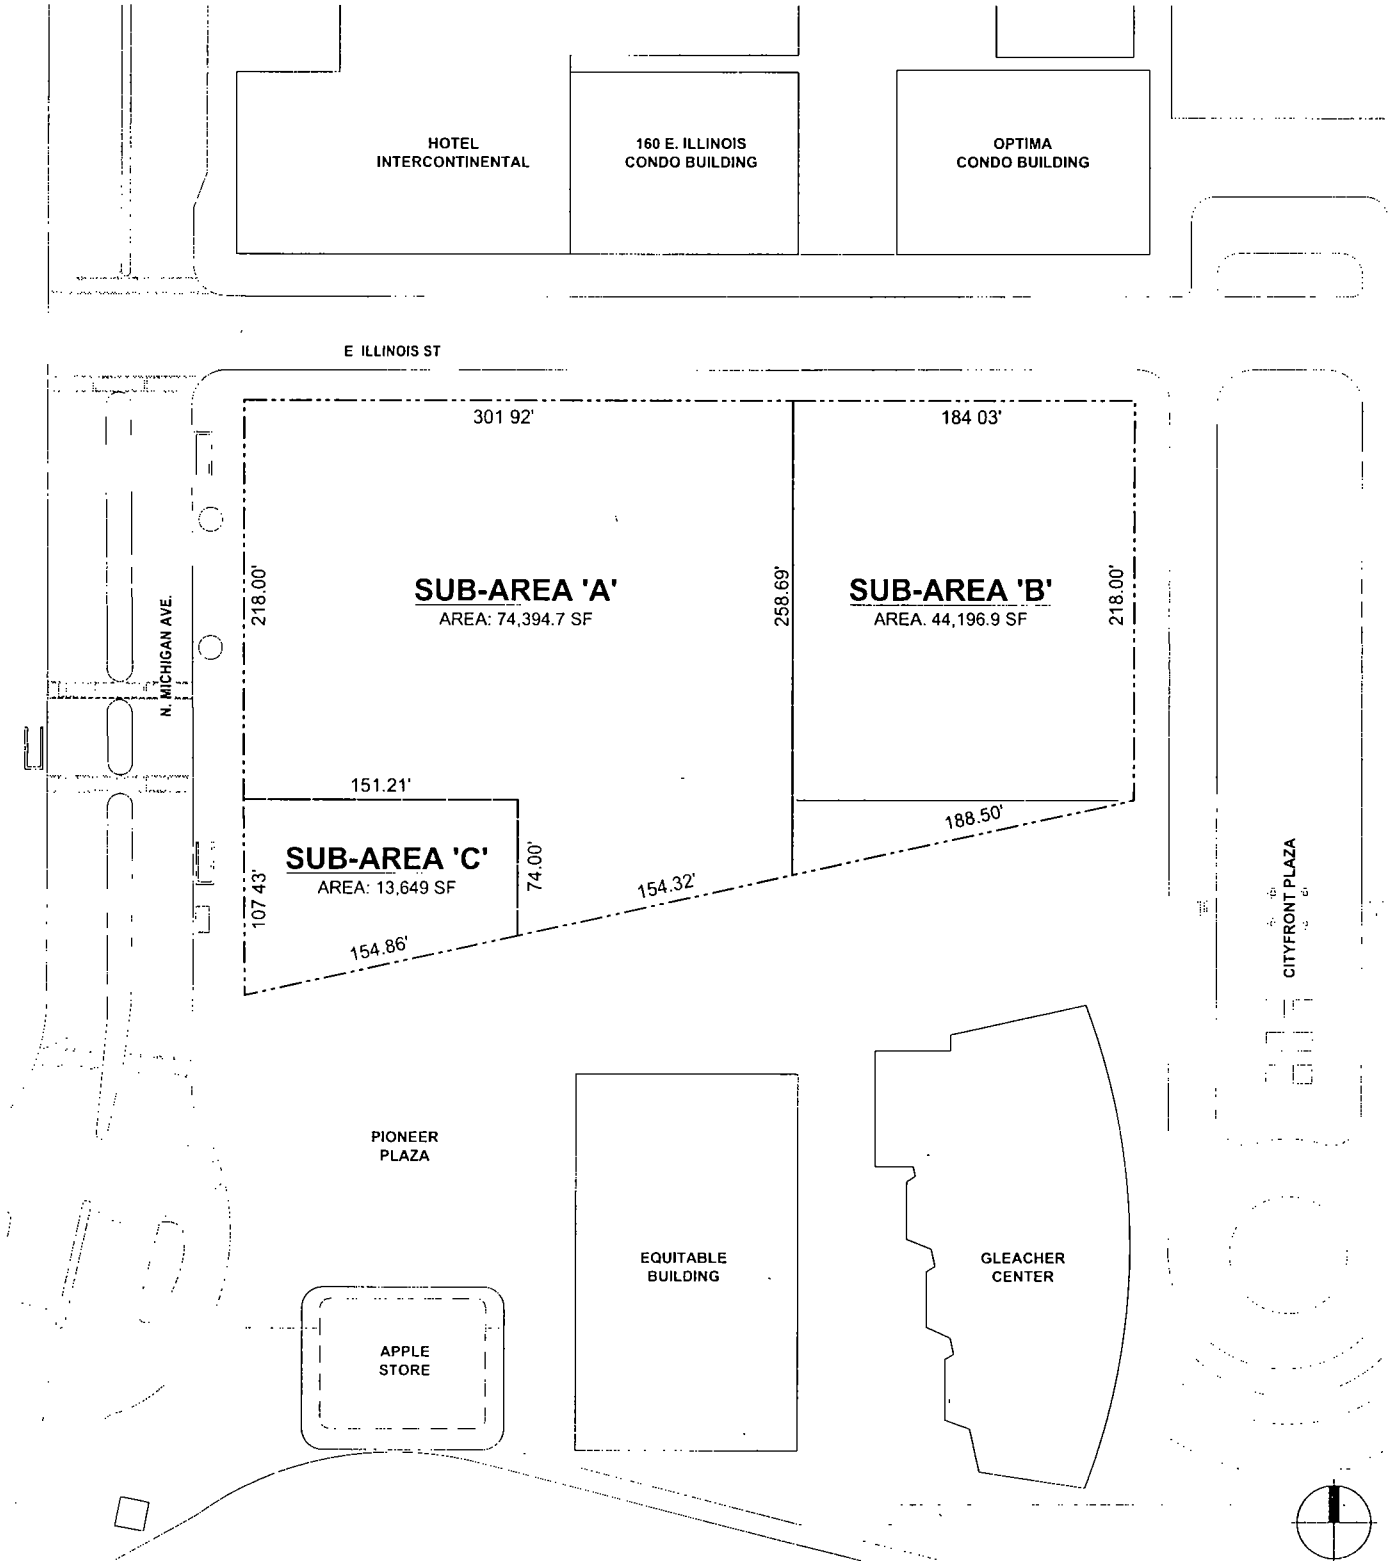 HOTEL
INTERCONTINENTAL
160 E. ILLINOIS
CONDO BUILDING
OPTIMA
CONDO BUILDING
E ILLINOIS ST
301 92'
184 03'
218.00'
SUB-AREA 'A'
AREA: 74,394.7 SF
258.69'
SUB-AREA 'B'
AREA. 44,196.9 SF
218.00'
N. MICHIGAN AVE.
151.21'
188.50'
SUB-AREA 'C'
AREA: 13,649 SF
107 43'
74.00'
154.32'
154.86'
CITYFRONT PLAZA
PIONEER
PLAZA
EQUITABLE
BUILDING
GLEACHER
CENTER
APPLE
STORE